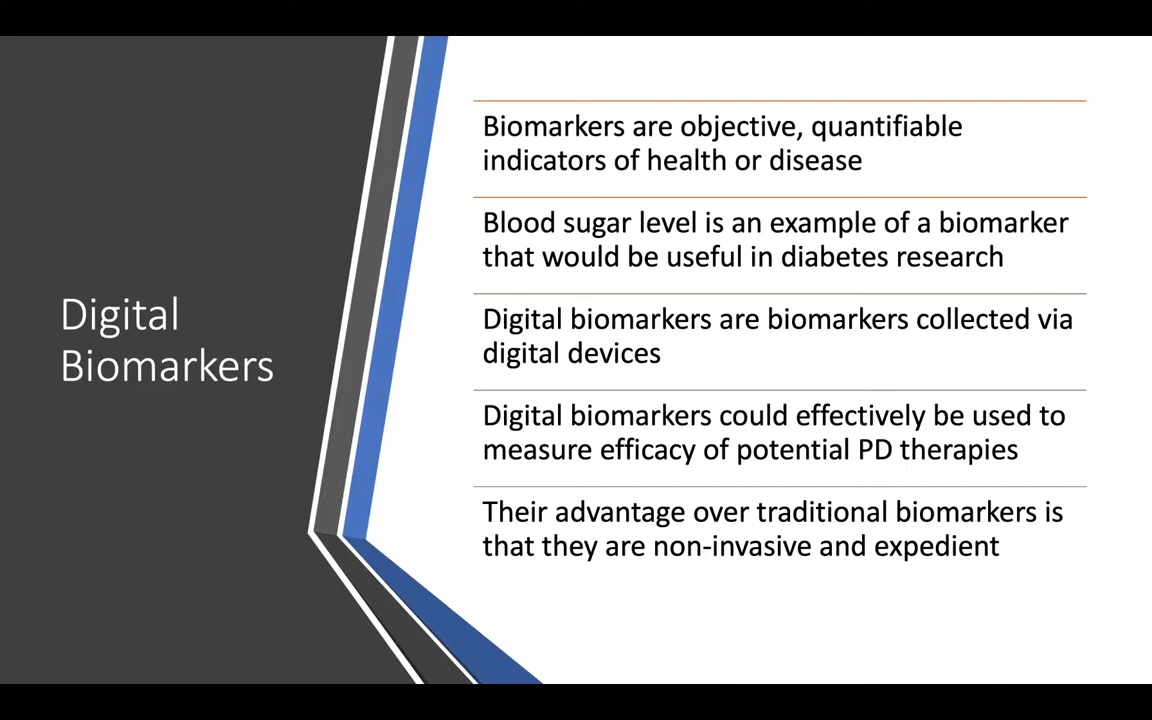 Digital
Biomarkers
Biomarkers are objective, quantifiable
indicators of health or disease
Blood sugar level is an example of a biomarker
that would be useful in diabetes research
Digital biomarkers are biomarkers collected via
digital devices
Digital biomarkers could effectively be used to
measure efficacy of potential PD therapies
Their advantage over traditional biomarkers is
that they are non-invasive and expedient